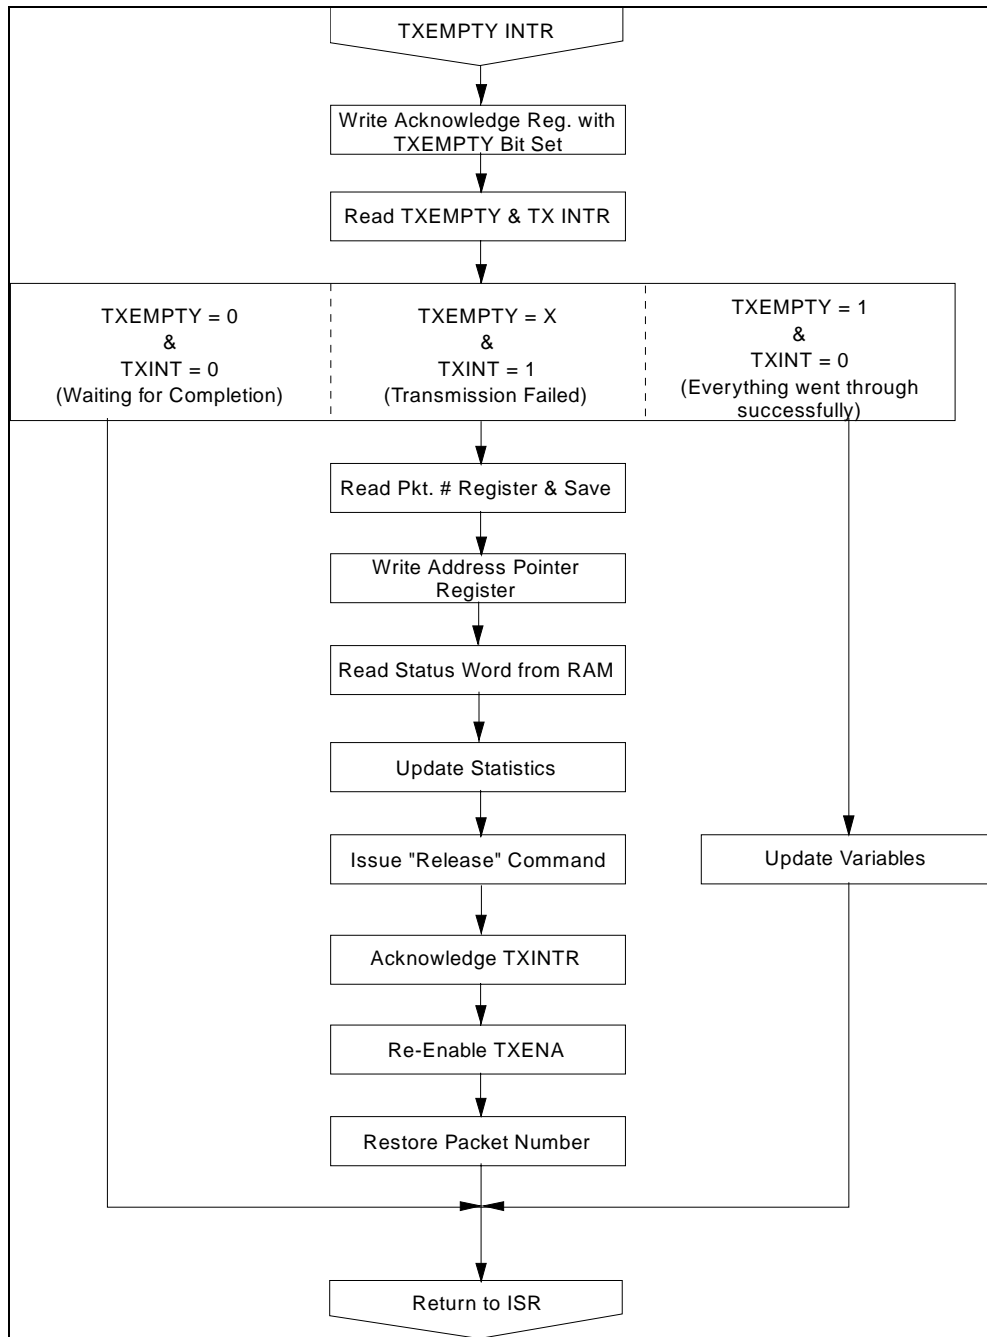 TXEMPTY INTR
Write Acknowledge Reg. with
TXEMPTY Bit Set
Read TXEMPTY & TX INTR
TXEMPTY = 0
&
TXINT = 0
(Waiting for Completion)
TXEMPTY = X
&
TXINT = 1
(Transmission Failed)
TXEMPTY = 1
&
TXINT = 0
(Everything went through
successfully)
Read Pkt. # Register & Save
Write Address Pointer
Register
Read Status Word from RAM
Update Statistics
Issue "Release" Command
Update Variables
Acknowledge TXINTR
Re-Enable TXENA
Restore Packet Number
Return to ISR